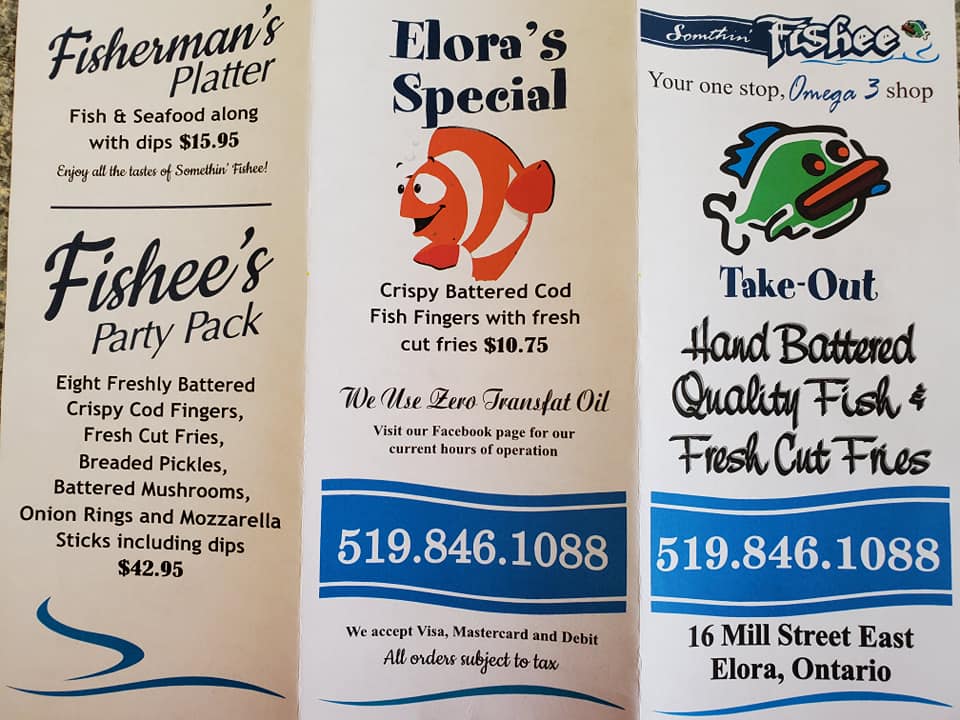 Fisherman's
Platter
Fish & Seafood along
with dips $15.95
Enjoy all the tastes of Somethin' Fishee!
Fishee's
Party Pack
Eight Freshly Battered
Crispy Cod Fingers,
Fresh Cut Fries,
Breaded Pickles,
Battered Mushrooms,
Onion Rings and Mozzarella
Sticks including dips
$42.95
Elora's
Special
Crispy Battered Cod
Fish Fingers with fresh
cut fries $10.75
We Use Zero Transfat Oil
Visit our Facebook page for our
current hours of operation
519.846.1088
We accept Visa, Mastercard and Debit
All orders subject to tax
Somthin' Fishee
Your one stop, Omega 3 shop
Take-Out
Hand Battered
Quality Fish &
Fresh Cut Fries
519.846.1088
16 Mill Street East
Elora, Ontario